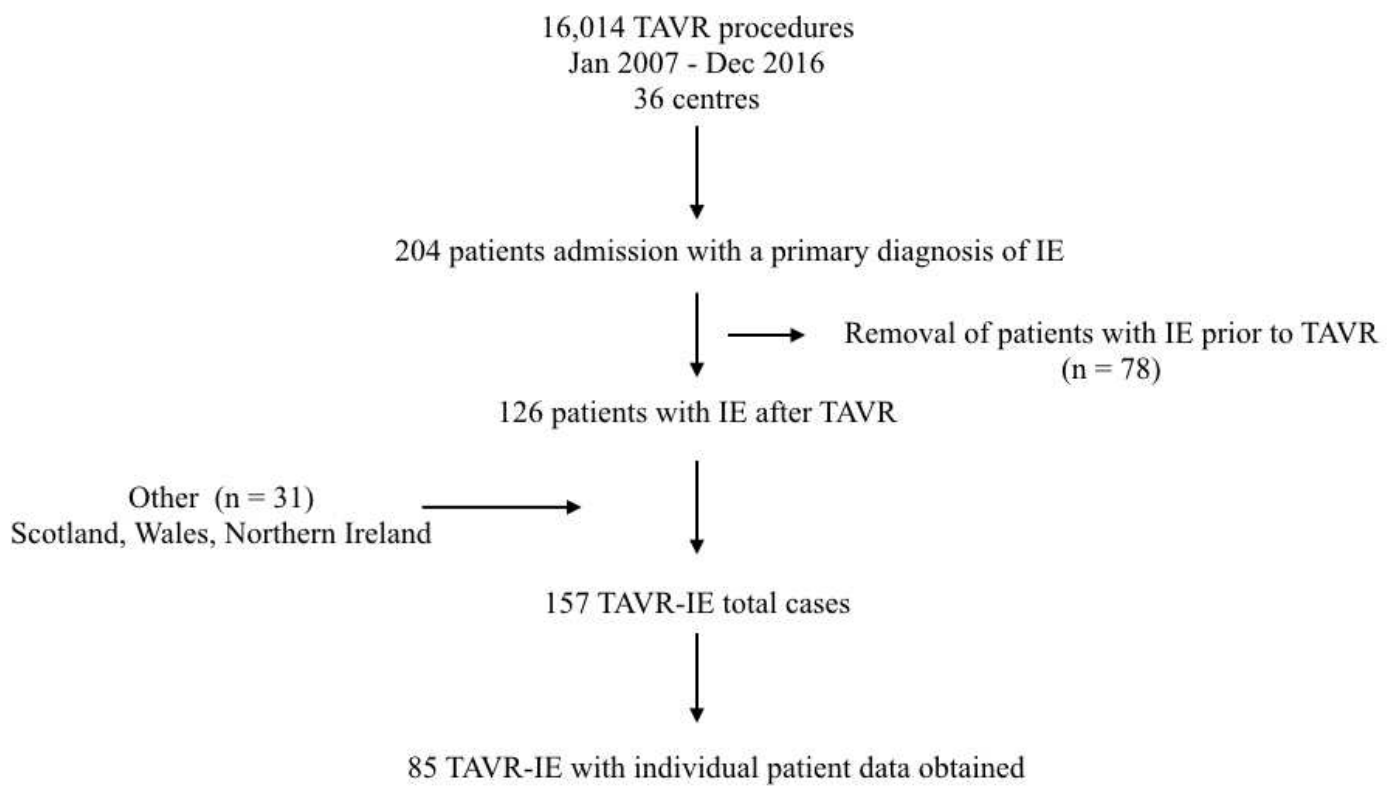 16,014 TAVR procedures
Jan 2007 - Dec 2016
36 centres
204 patients admission with a primary diagnosis of IE
Removal of patients with IE prior to TAVR
(n = 78)
126 patients with IE after TAVR
Other (n = 31)
Scotland, Wales, Northern Ireland
157 TAVR-IE total cases
85 TAVR-IE with individual patient data obtained